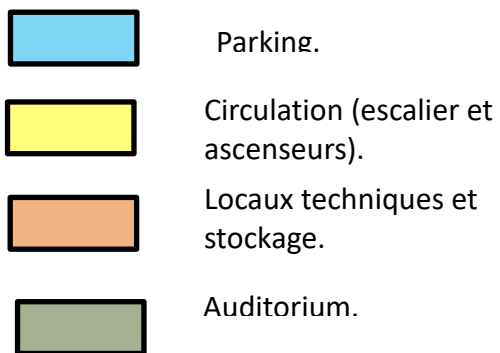 Parking.
Circulation (escalier et
ascenseurs).
Locaux techniques et
stockage.
Auditorium.